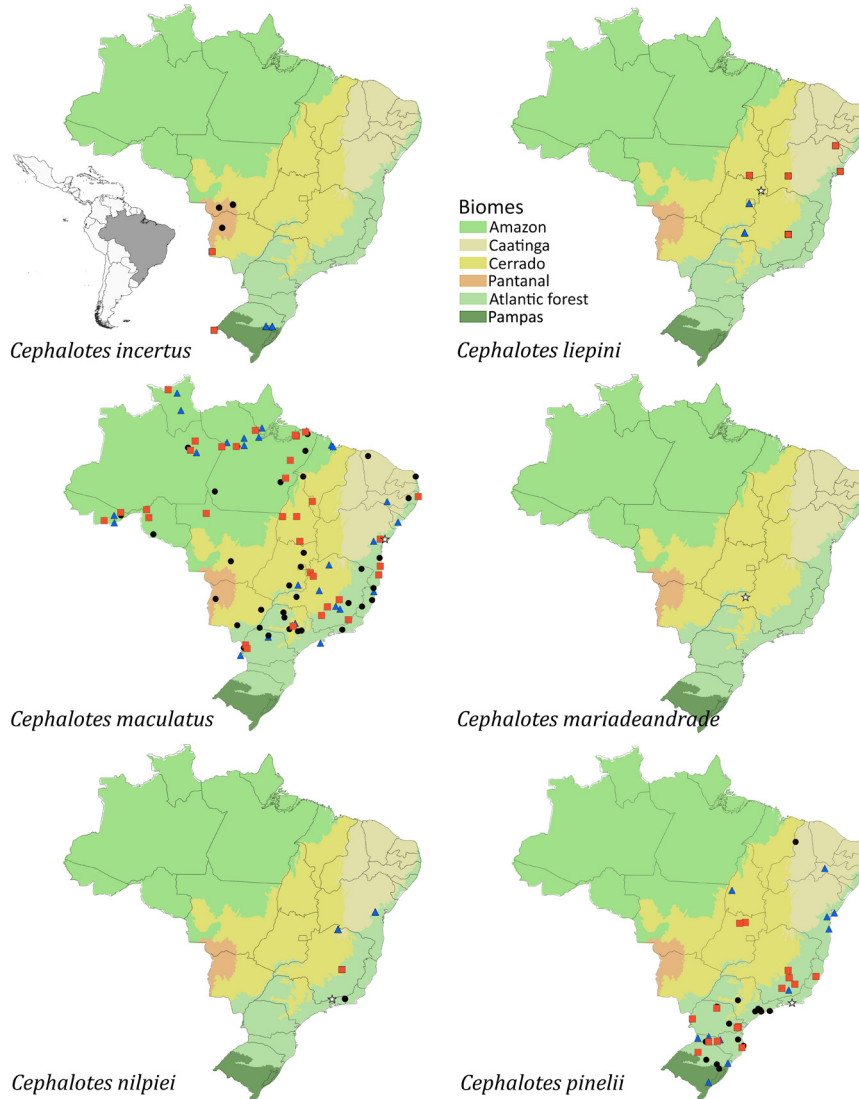 Biomes
Amazon
Caatinga
Cerrado
Pantanal
Atlantic forest
Pampas
Cephalotes incertus
Cephalotes liepini
Cephalotes maculatus
Cephalotes mariadeandrade
Cephalotes nilpiei
Cephalotes pinelii